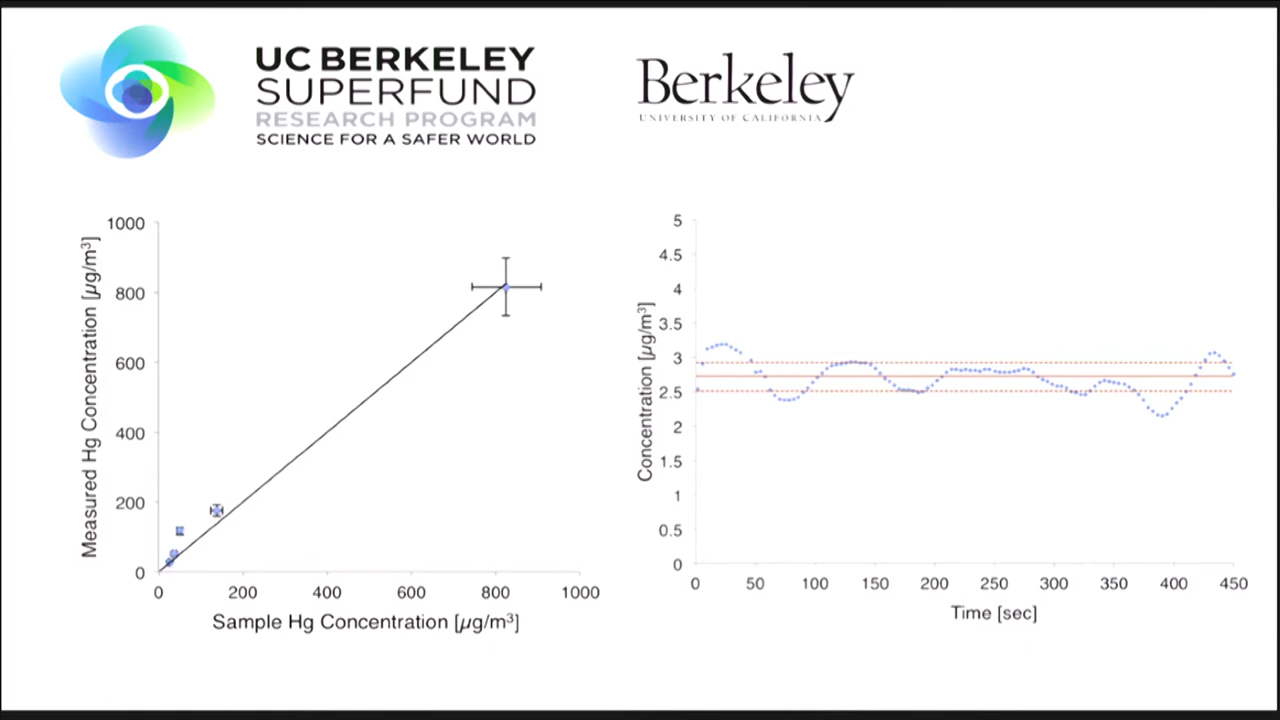 UC BERKELEY
SUPERFUND
RESEARCH PROGRAM
SCIENCE FOR A SAFER WORLD
Berkeley
UNIVERSITY OF CALIFORNIA
Measured Hg Concentration [µg/m³]
1000
800
600
400
200
0
0 200 400 600 800 1000
Sample Hg Concentration [µg/m³]
Concentration [µg/m³]
5
4.5
4
3.5
3
2.5
2
1.5
1
0.5
0
0 50 100 150 200 250 300 350 400 450
Time [sec]